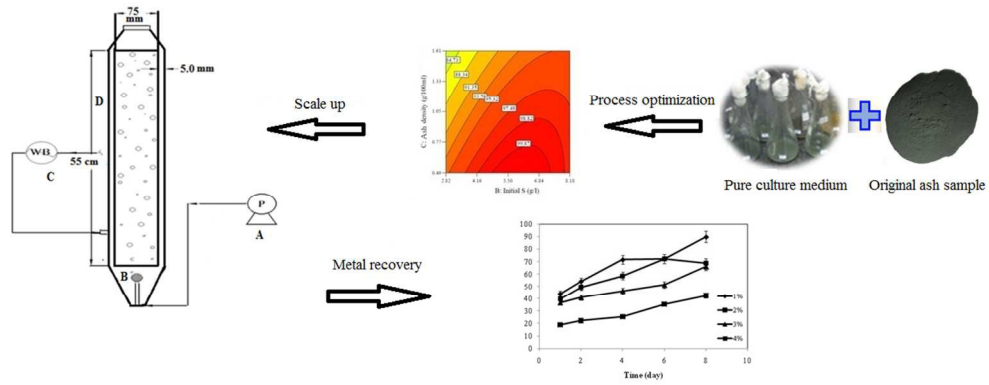 75
mm
5.0 mm
D
WB
55 cm
C
P
A
B
Scale up
C: Ash density (g/100ml)
B: Initial S (g/l)
Process optimization
Pure culture medium
Original ash sample
Metal recovery
100
90
80
70
60
50
40
30
20
10
0
0 2 4 6 8 10
1%
2%
3%
4%
Time (day)